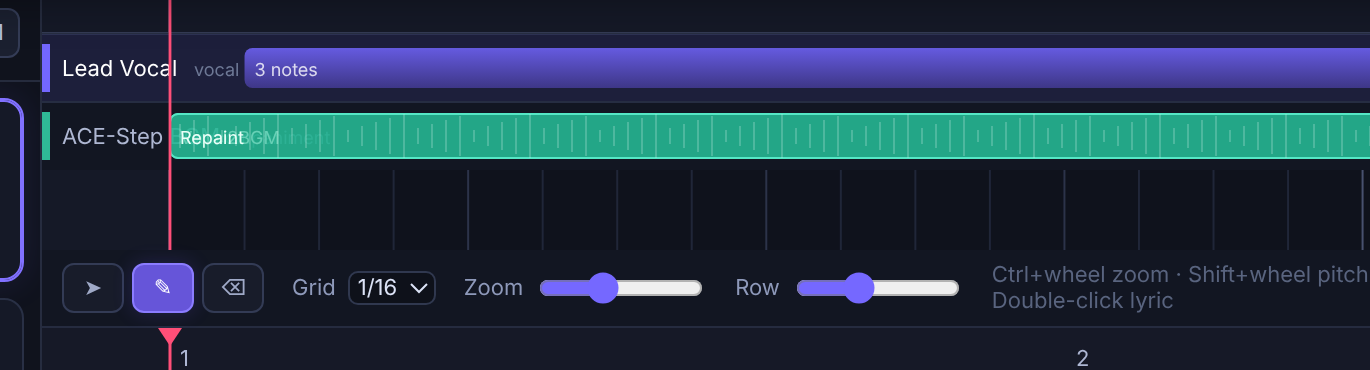 Lead Vocal vocal 3 notes
ACE-Step Repaint BGM
Grid 1/16 Zoom Row Ctrl+wheel zoom · Shift+wheel pitch
Double-click lyric
1 2